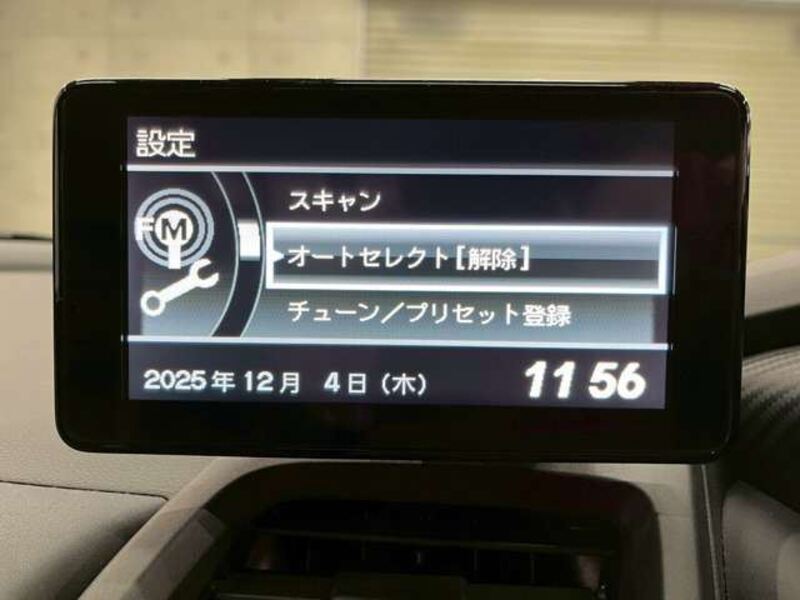 設定
FM
スキャン
オートセレクト[解除]
チューン／プリセット登録
2025年12月 4日（木）
11 56